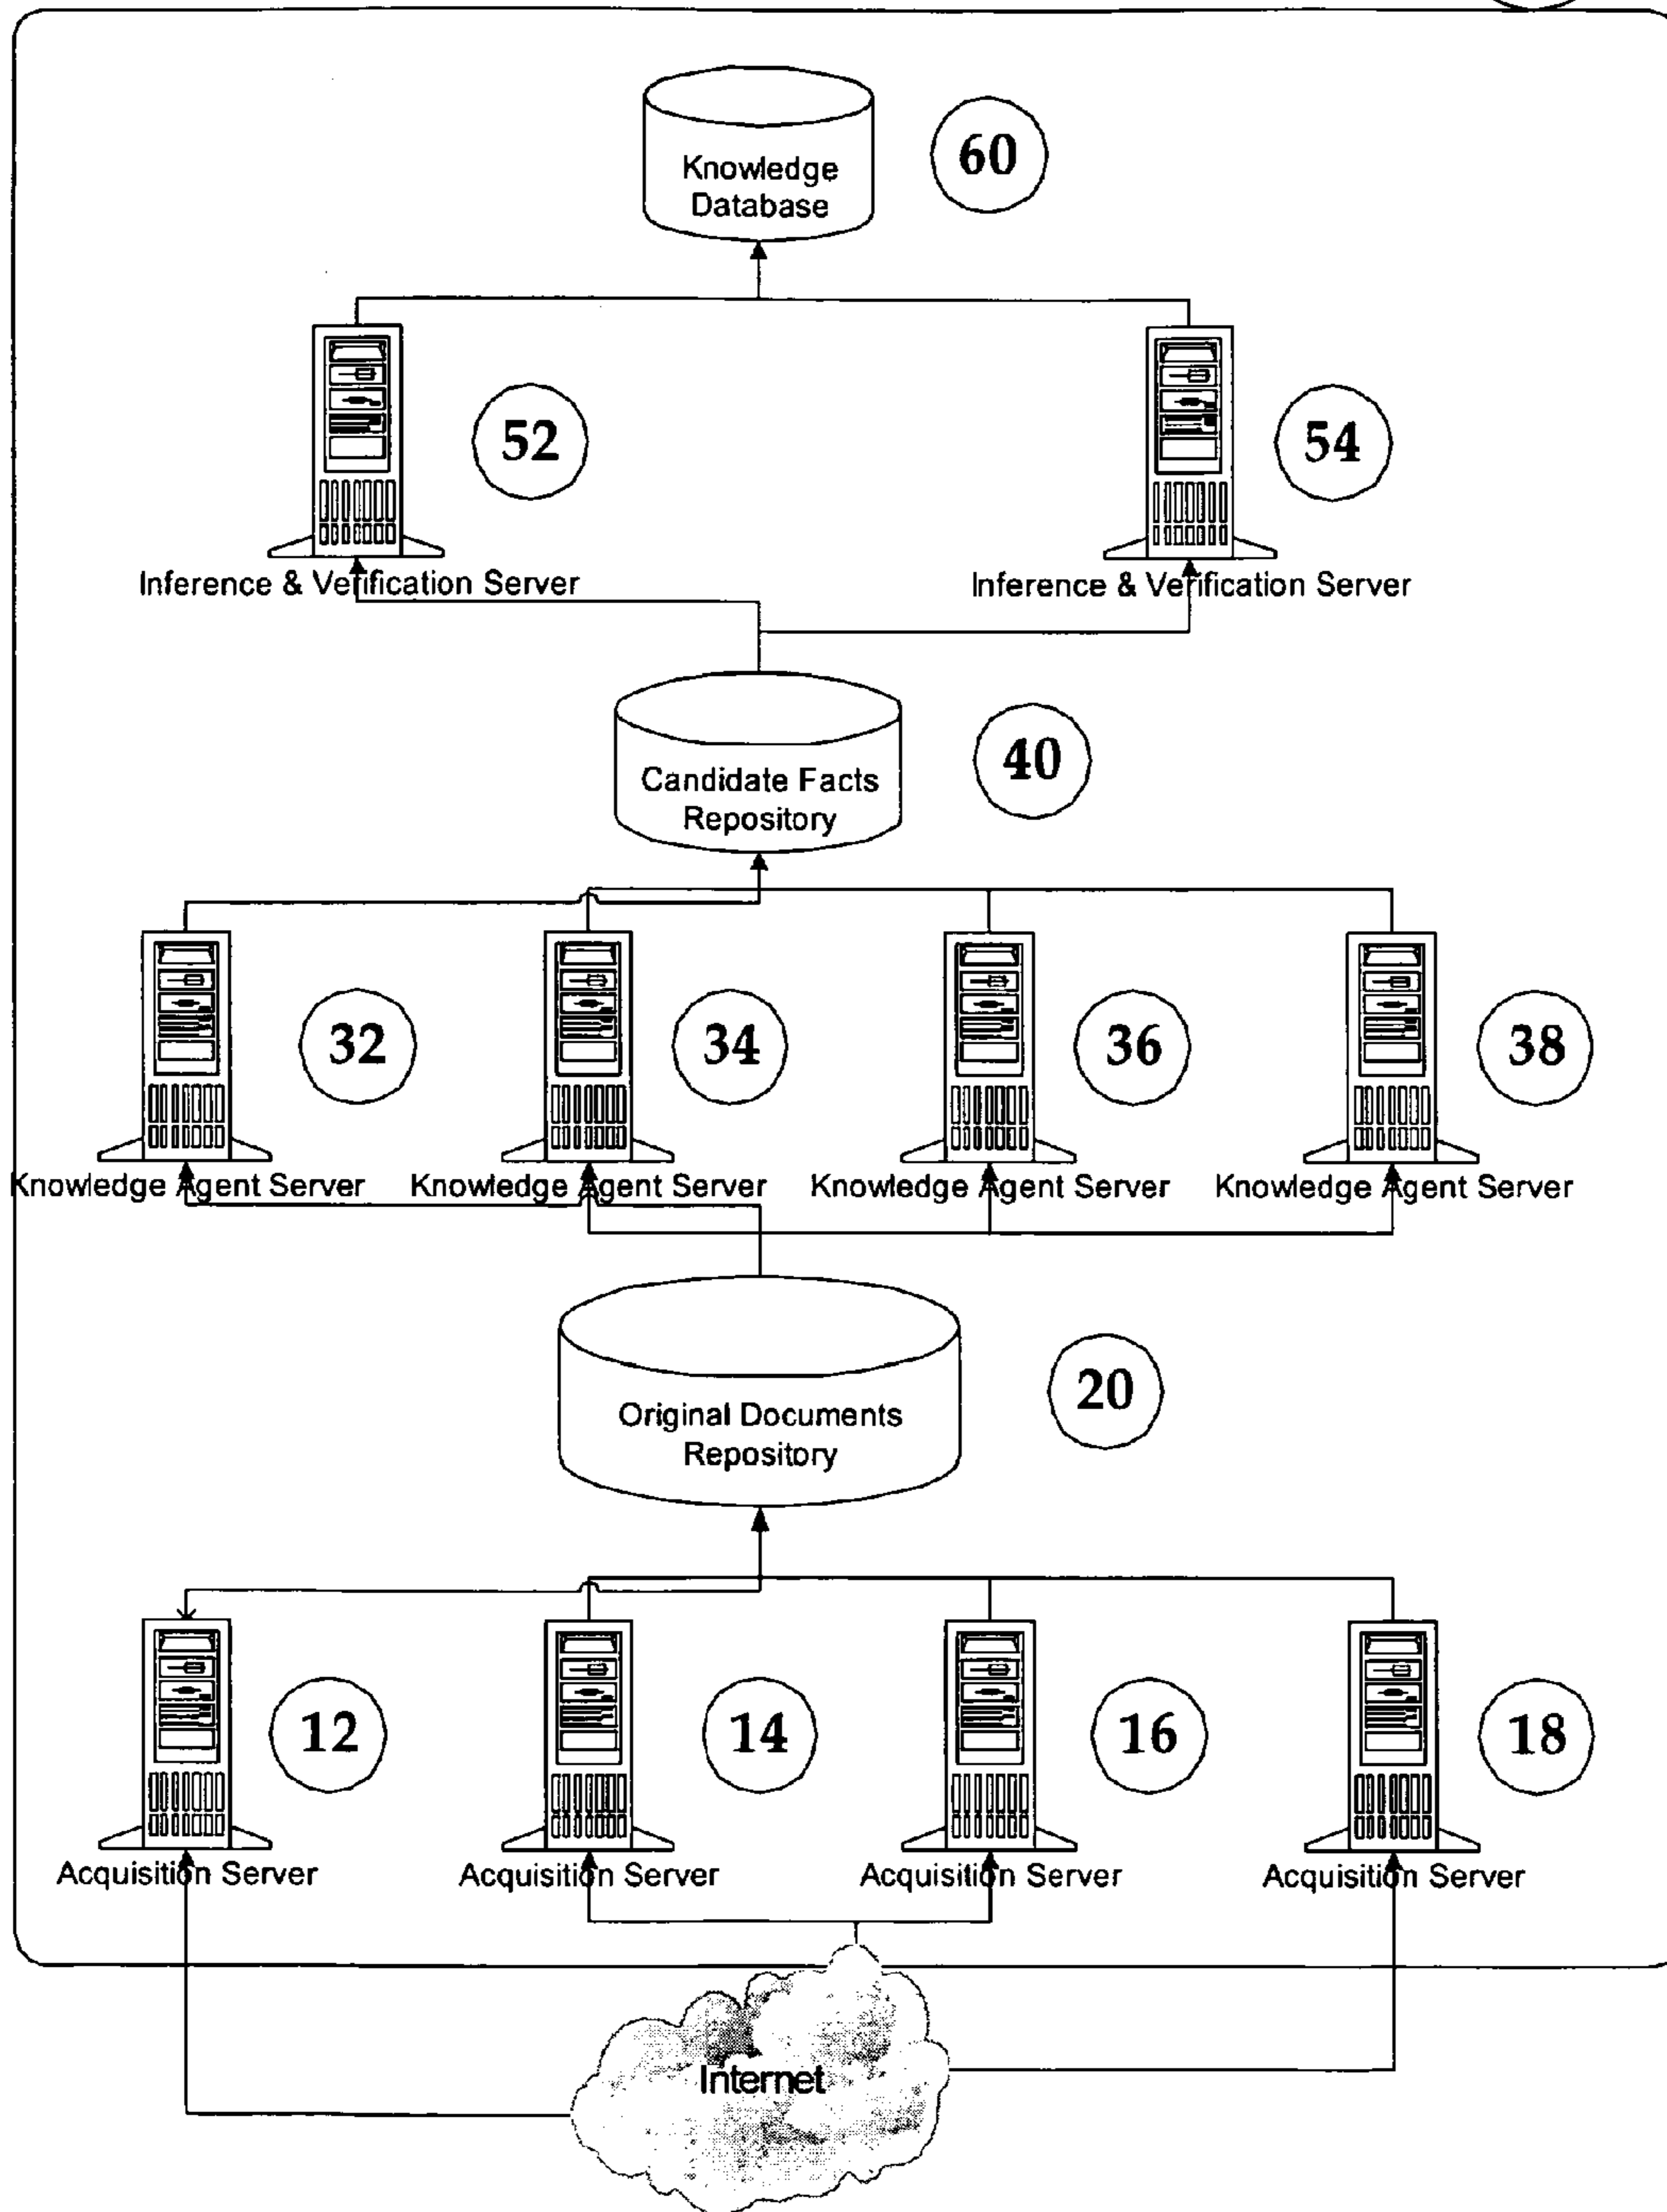 Knowledge
Database
60
52
54
Inference & Verification Server
Inference & Verification Server
Candidate Facts
Repository
40
32
34
36
38
Knowledge Agent Server
Knowledge Agent Server
Knowledge Agent Server
Knowledge Agent Server
Original Documents
Repository
20
12
14
16
18
Acquisition Server
Acquisition Server
Acquisition Server
Acquisition Server
Internet